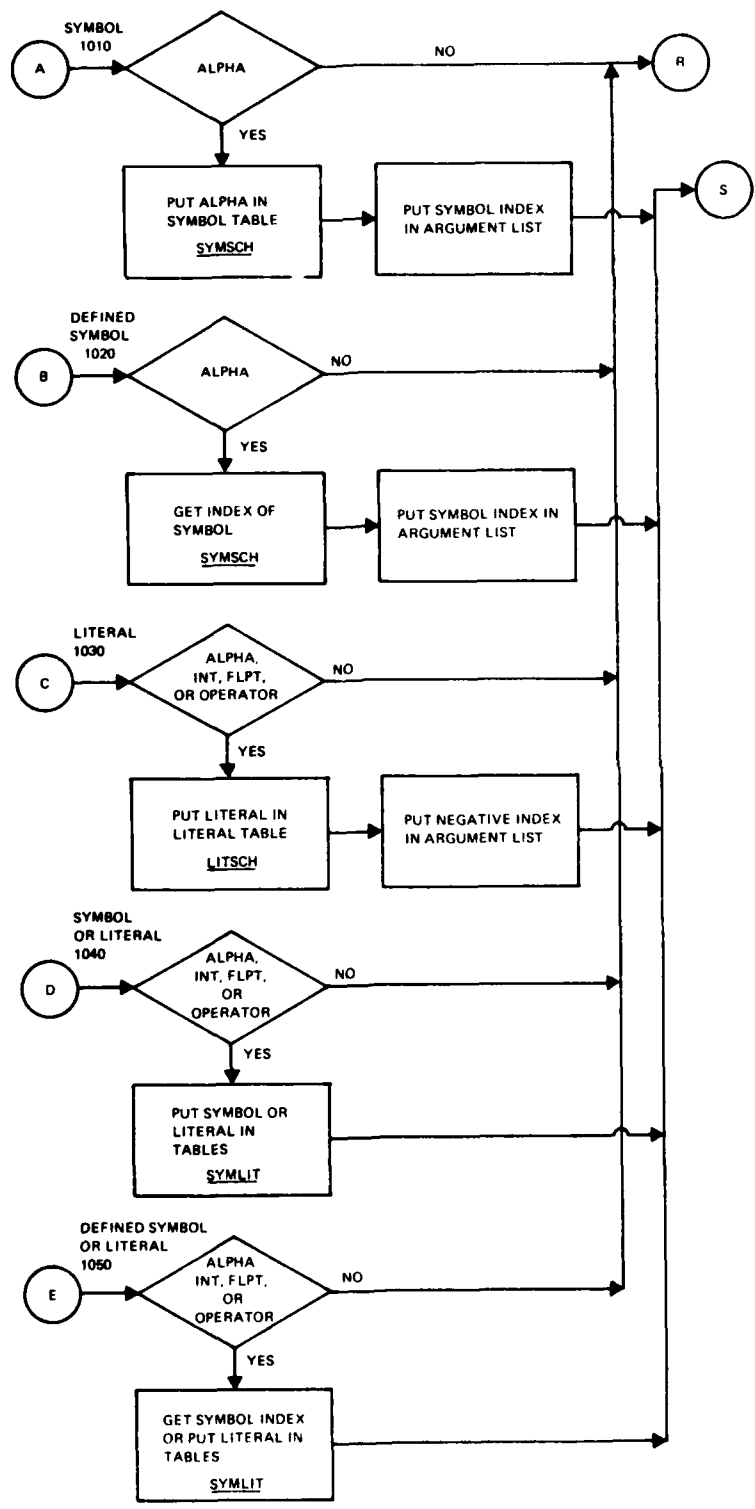 SYMBOL
1010
A
ALPHA
NO
R
YES
PUT ALPHA IN
SYMBOL TABLE
SYMSCH
PUT SYMBOL INDEX
IN ARGUMENT LIST
S
DEFINED
SYMBOL
1020
B
ALPHA
NO
YES
GET INDEX OF
SYMBOL
SYMSCH
PUT SYMBOL INDEX IN
ARGUMENT LIST
LITERAL
1030
C
ALPHA,
INT, FLPT,
OR OPERATOR
NO
YES
PUT LITERAL IN
LITERAL TABLE
LITSCH
PUT NEGATIVE INDEX
IN ARGUMENT LIST
SYMBOL
OR LITERAL
1040
D
ALPHA,
INT, FLPT,
OR
OPERATOR
NO
YES
PUT SYMBOL OR
LITERAL IN
TABLES
SYMLIT
DEFINED SYMBOL
OR LITERAL
1050
E
ALPHA
INT, FLPT,
OR
OPERATOR
NO
YES
GET SYMBOL INDEX
OR PUT LITERAL IN
TABLES
SYMLIT